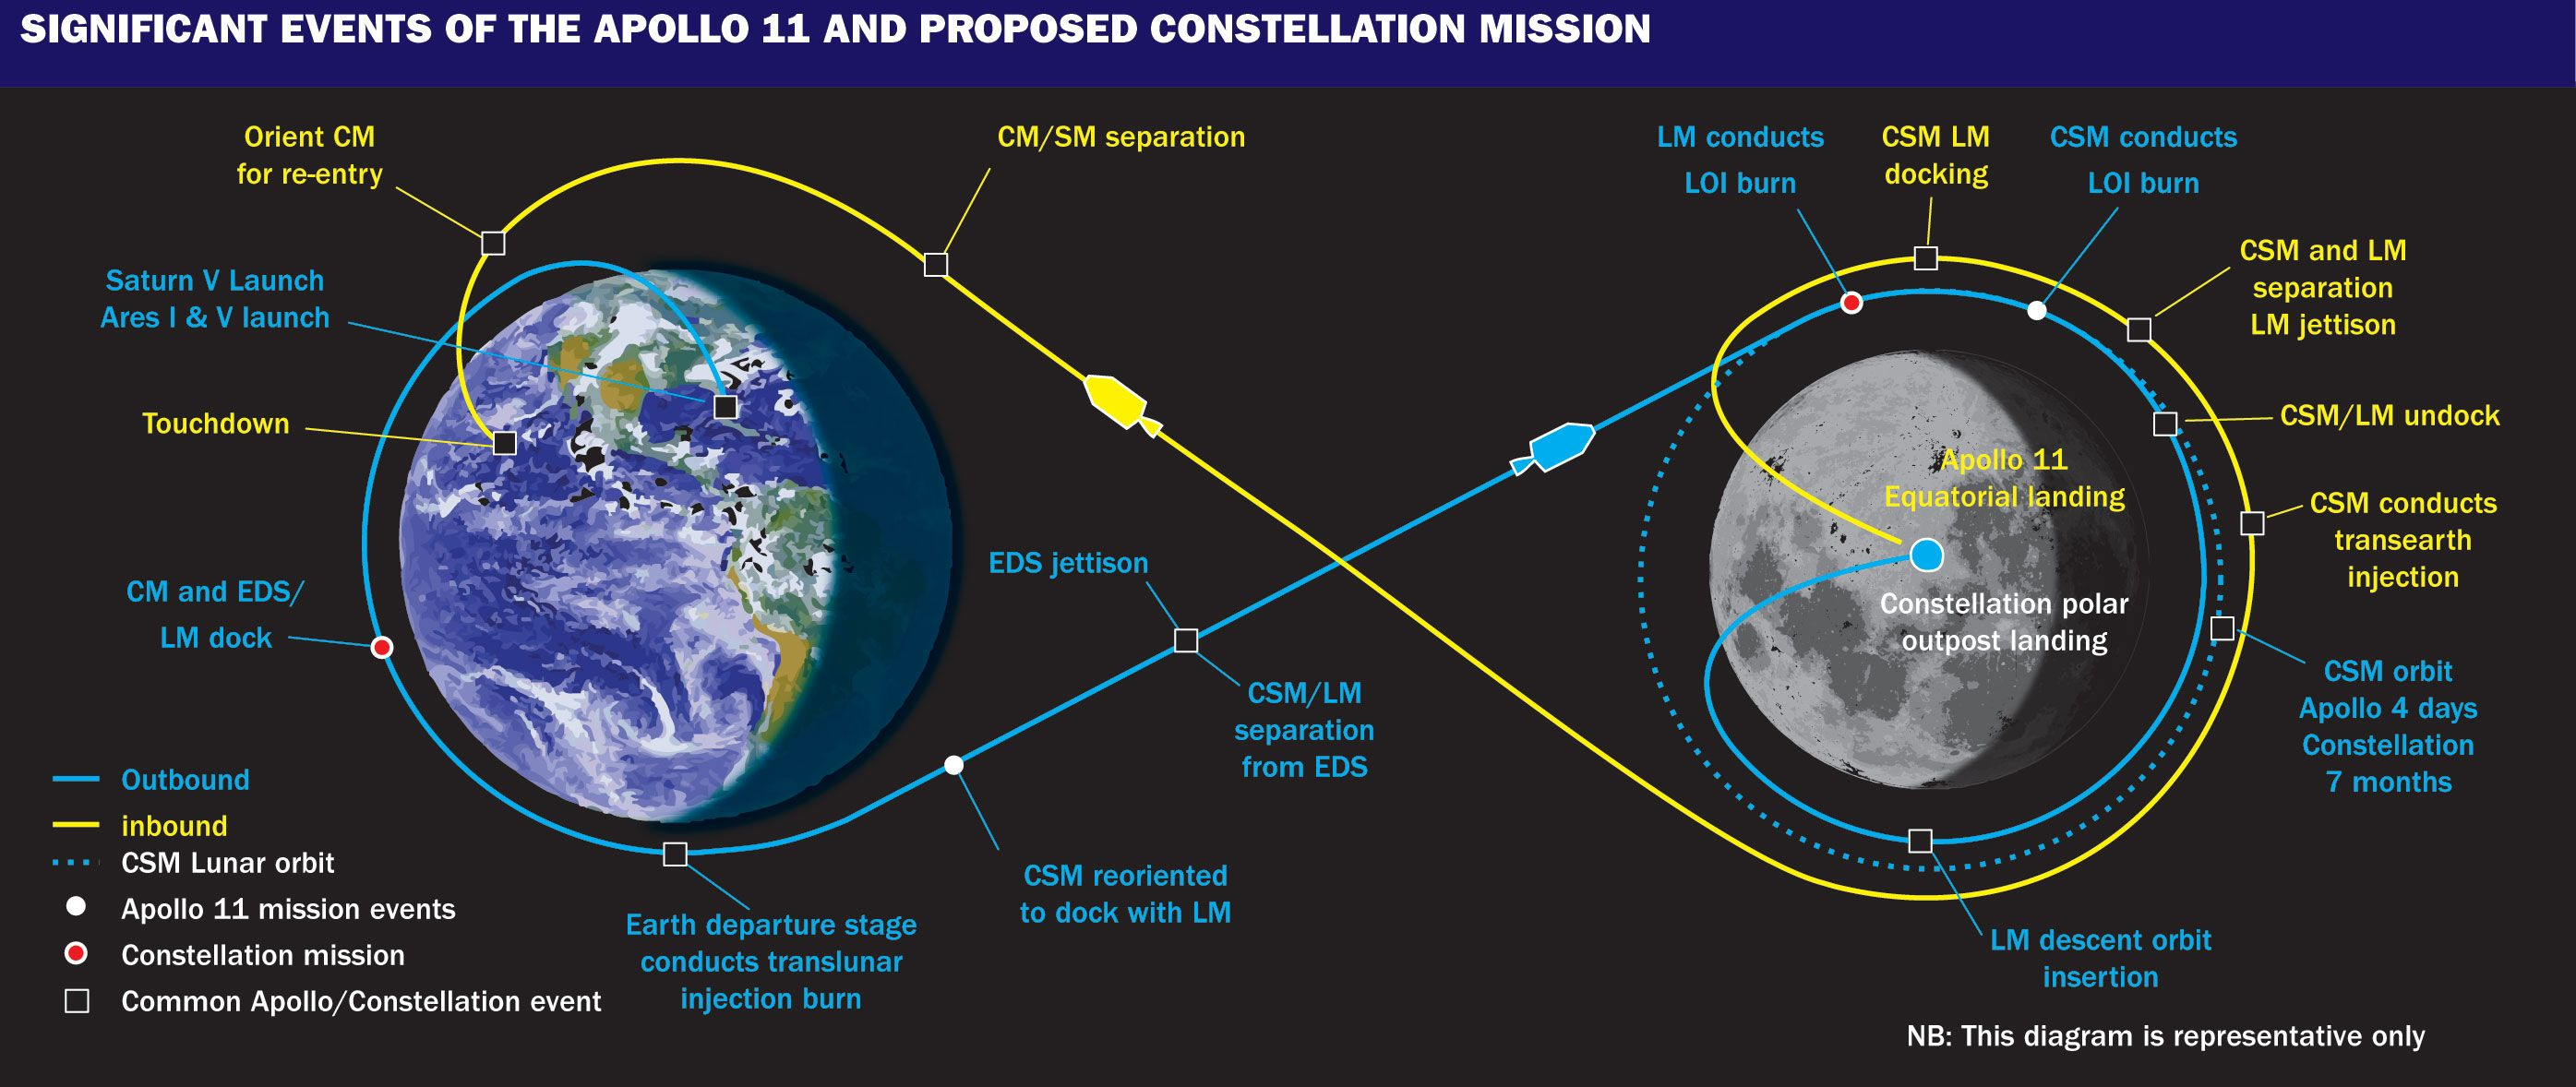 SIGNIFICANT EVENTS OF THE APOLLO 11 AND PROPOSED CONSTELLATION MISSION
Orient CM
for re-entry
CM/SM separation
LM conducts
LOI burn
CSM LM
docking
CSM conducts
LOI burn
Saturn V Launch
Ares I & V launch
CSM and LM
separation
LM jettison
Touchdown
CSM/LM undock
Apollo 11
Equatorial landing
CSM conducts
transearth
injection
CM and EDS/
LM dock
EDS jettison
Constellation polar
outpost landing
CSM/LM
separation
from EDS
CSM orbit
Apollo 4 days
Constellation
7 months
CSM reoriented
to dock with LM
Earth departure stage
conducts translunar
injection burn
LM descent orbit
insertion
Outbound
inbound
CSM Lunar orbit
Apollo 11 mission events
Constellation mission
Common Apollo/Constellation event
NB: This diagram is representative only